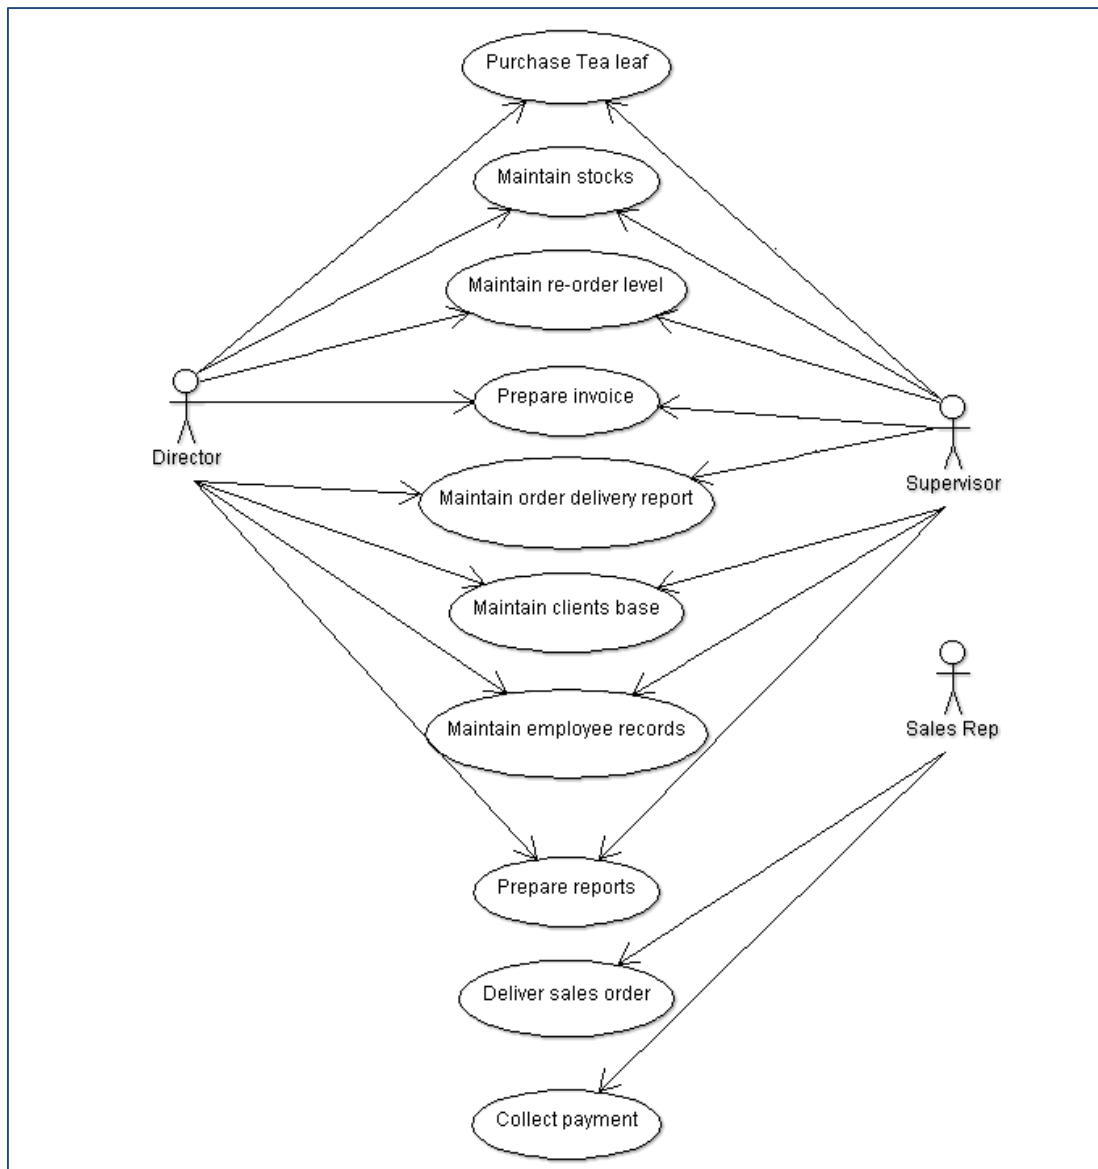 Purchase Tea leaf
Maintain stocks
Maintain re-order level
Prepare invoice
Director
Maintain order delivery report
Supervisor
Maintain clients base
Maintain employee records
Sales Rep
Prepare reports
Deliver sales order
Collect payment